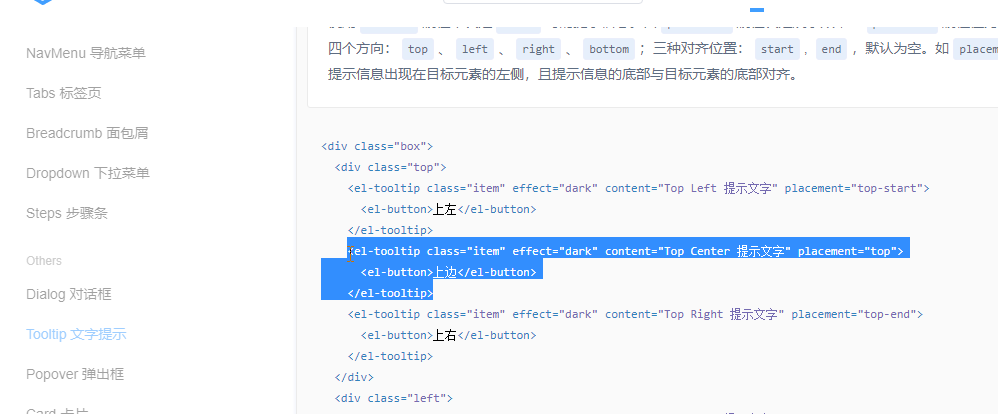 NavMenu 导航菜单
Tabs 标签页
Breadcrumb 面包屑
Dropdown 下拉菜单
Steps 步骤条
Others
Dialog 对话框
Tooltip 文字提示
Popover 弹出框
Card 卡片
四个方向： top 、 left 、 right 、 bottom ；三种对齐位置： start , end ，默认为空。如 placem
提示信息出现在目标元素的左侧，且提示信息的底部与目标元素的底部对齐。
<div class="box">
<div class="top">
<el-tooltip class="item" effect="dark" content="Top Left 提示文字" placement="top-start">
<el-button>上左</el-button>
</el-tooltip>
<el-tooltip class="item" effect="dark" content="Top Center 提示文字" placement="top">
<el-button>上边</el-button>
</el-tooltip>
<el-tooltip class="item" effect="dark" content="Top Right 提示文字" placement="top-end">
<el-button>上右</el-button>
</el-tooltip>
</div>
<div class="left">